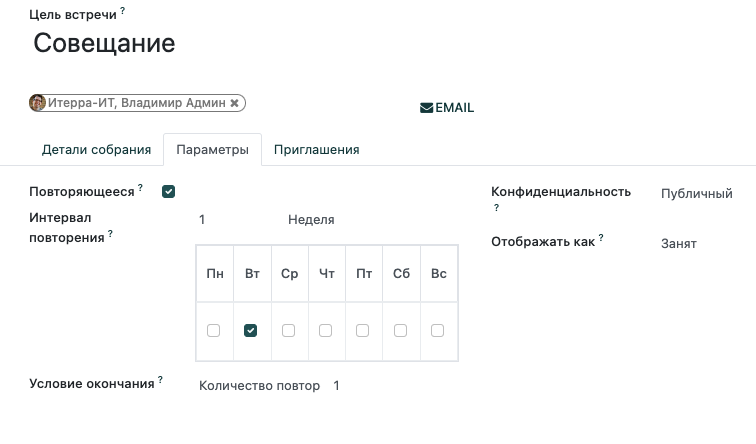 Цель встречи ?
Совещание
Итерра-ИТ, Владимир Админ ✖
EMAIL
Детали собрания Параметры Приглашения
Повторяющееся ?
Конфиденциальность
?
Публичный
Интервал
повторения ?
1 Неделя
Отображать как ?
Занят
Пн Вт Ср Чт Пт Сб Вс
Условие окончания ?
Количество повтор 1